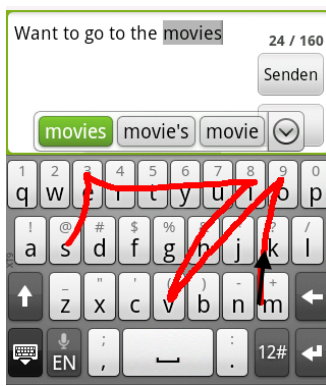 Want to go to the movies
24 / 160
Senden
movies movie's movie
1 2 3 4 5 6 7 8 9 0
q w e r t y u i o p
! @ # $ % & ?
a s d f g h j k l
- " ' ( ) - +
z x c v b n m
; :
EN , . 12#